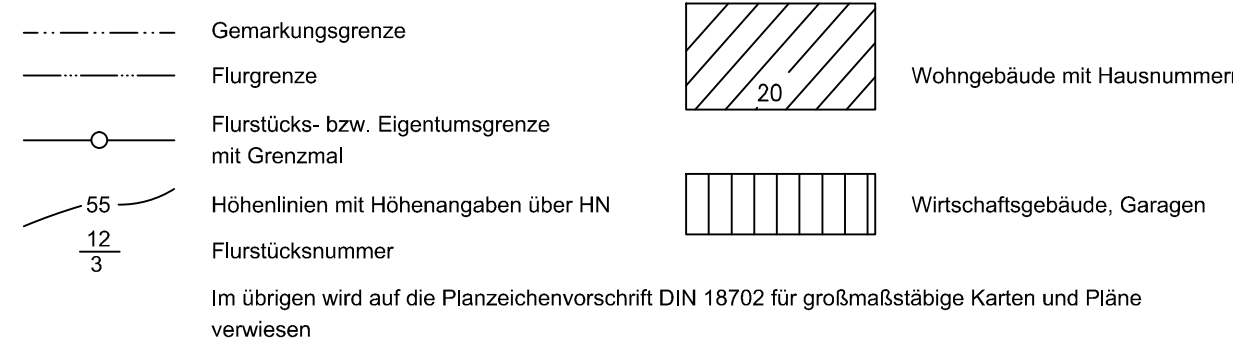 Gemarkungsgrenze
Flurgrenze
Flurstücks- bzw. Eigentumsgrenze
mit Grenzmal
55
Höhenlinien mit Höhenangaben über HN
12
3
Flurstücksnummer
20
Wohngebäude mit Hausnummern
Wirtschaftsgebäude, Garagen
Im übrigen wird auf die Planzeichenvorschrift DIN 18702 für großmaßstäbige Karten und Pläne
verwiesen